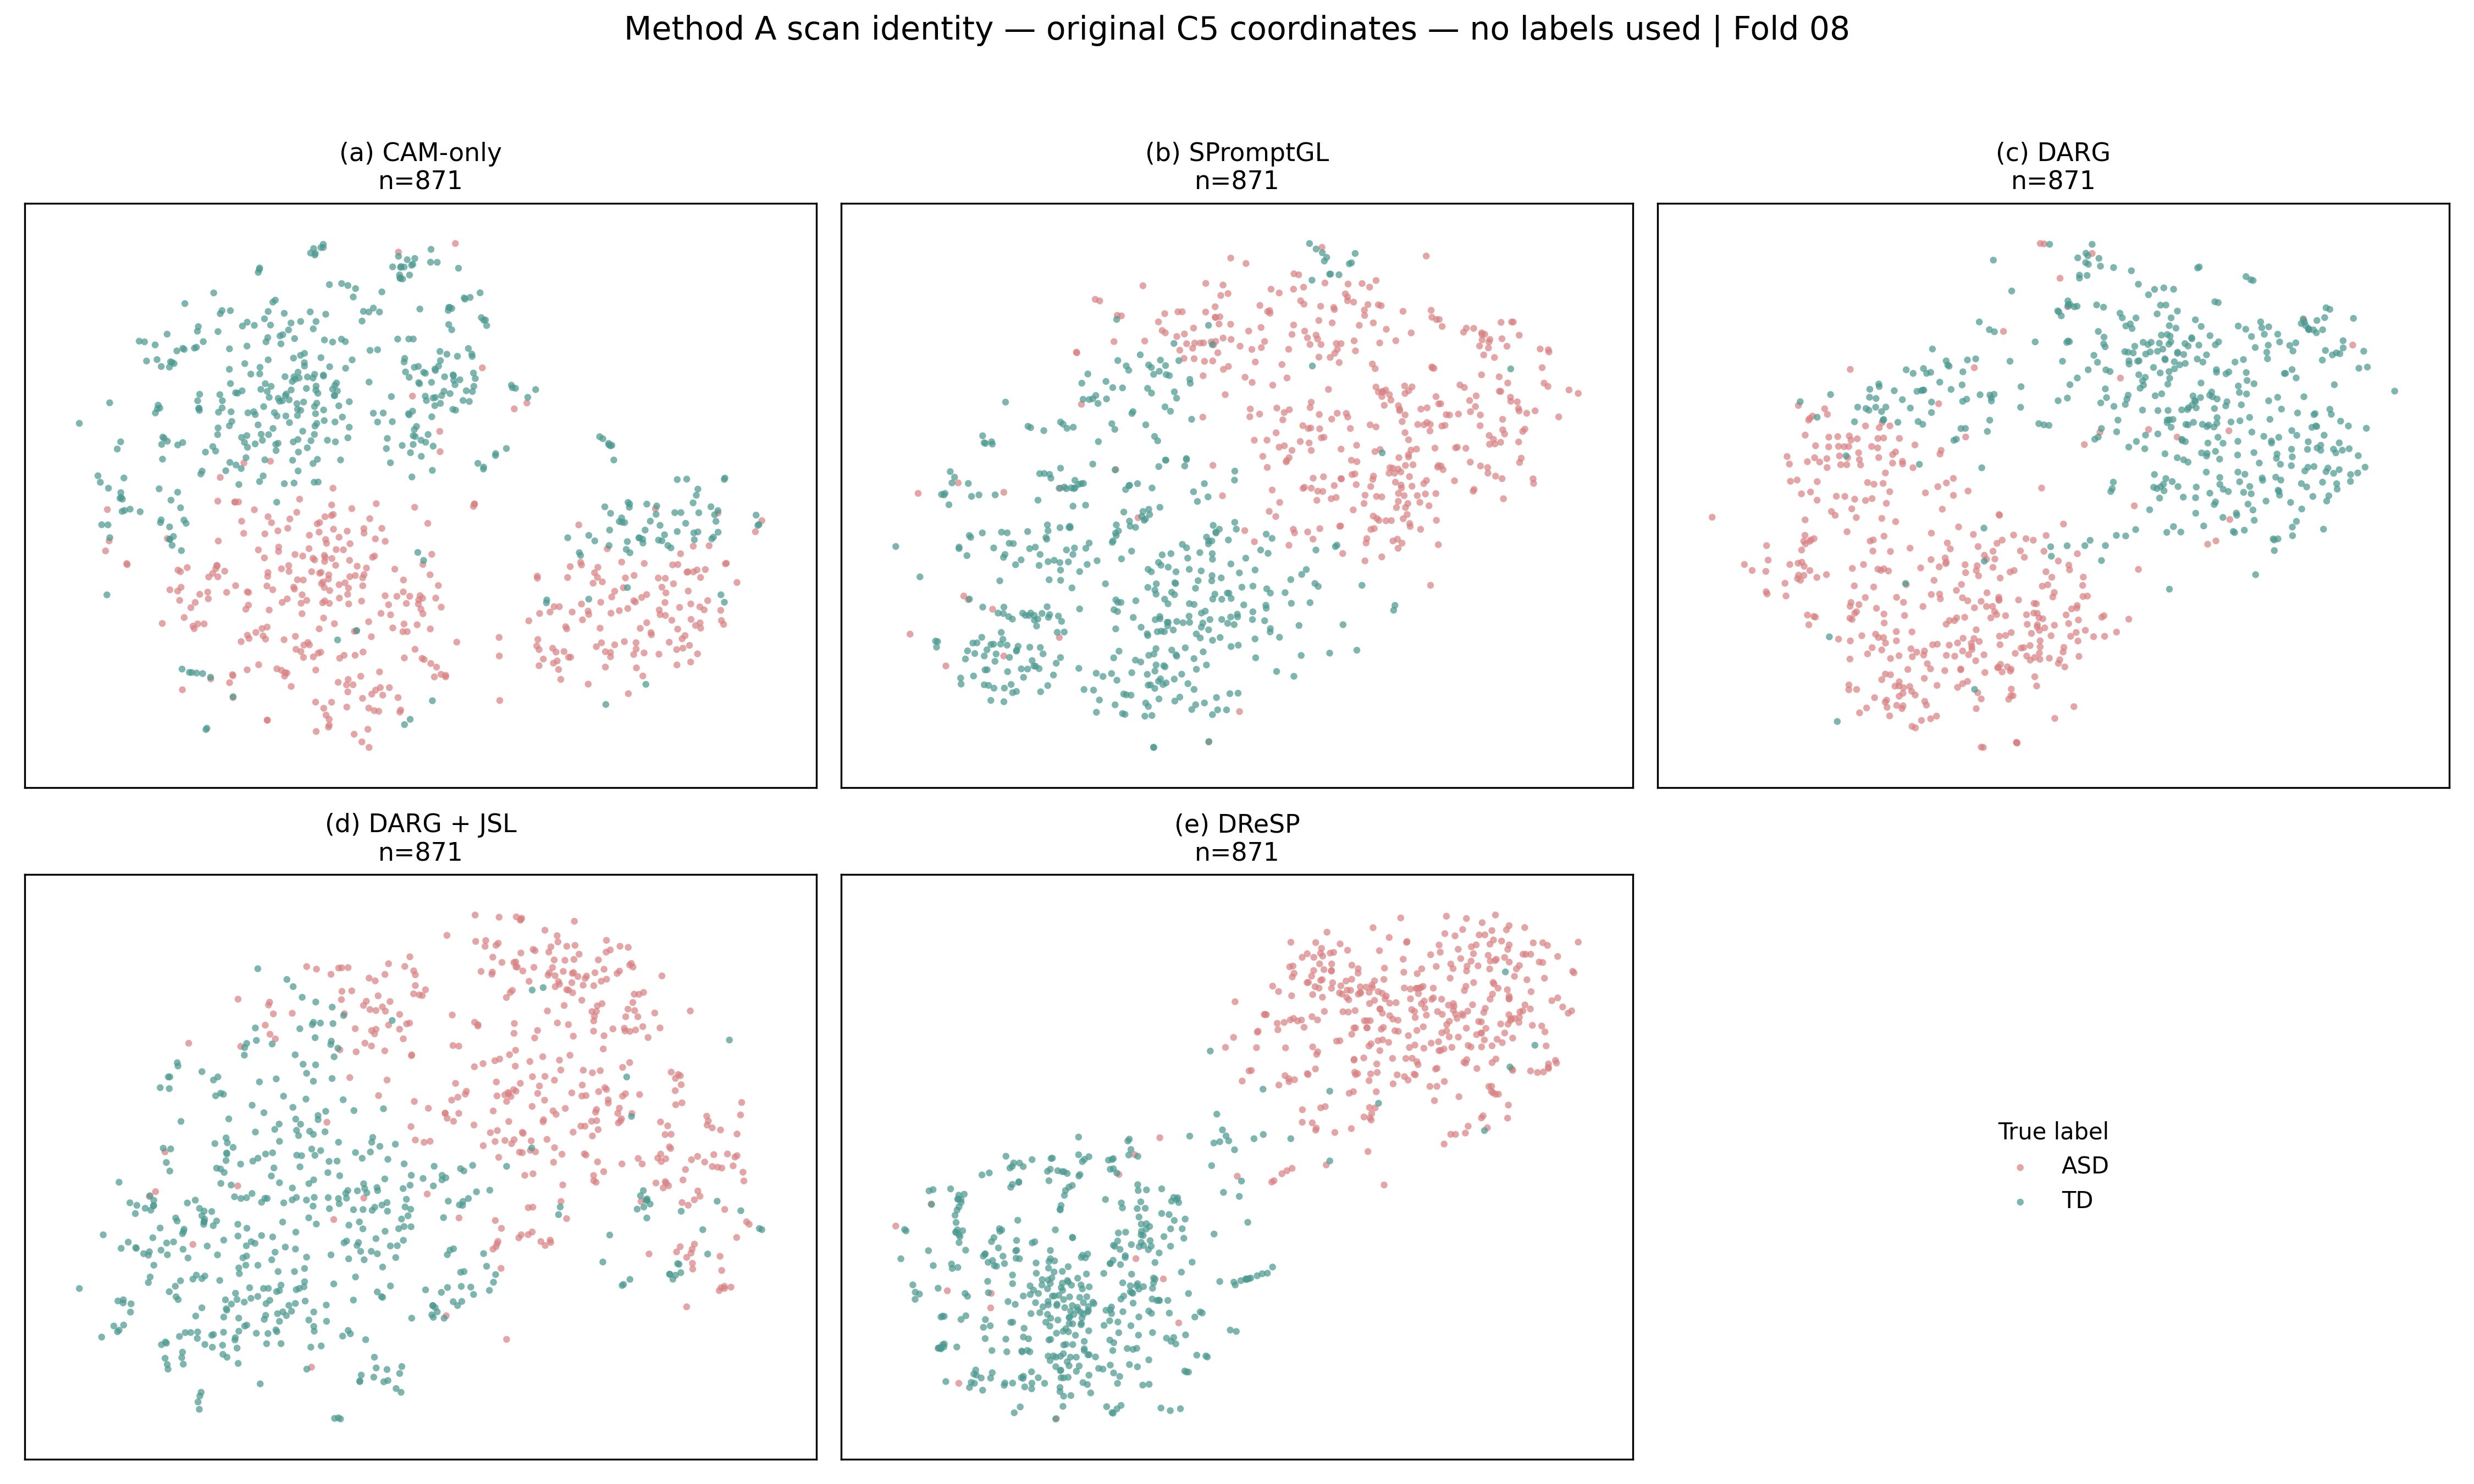 Method A scan identity — original C5 coordinates — no labels used | Fold 08
(a) CAM-only
n=871
(b) SPromptGL
n=871
(c) DARG
n=871
(d) DARG + JSL
n=871
(e) DReSP
n=871
True label
ASD
TD